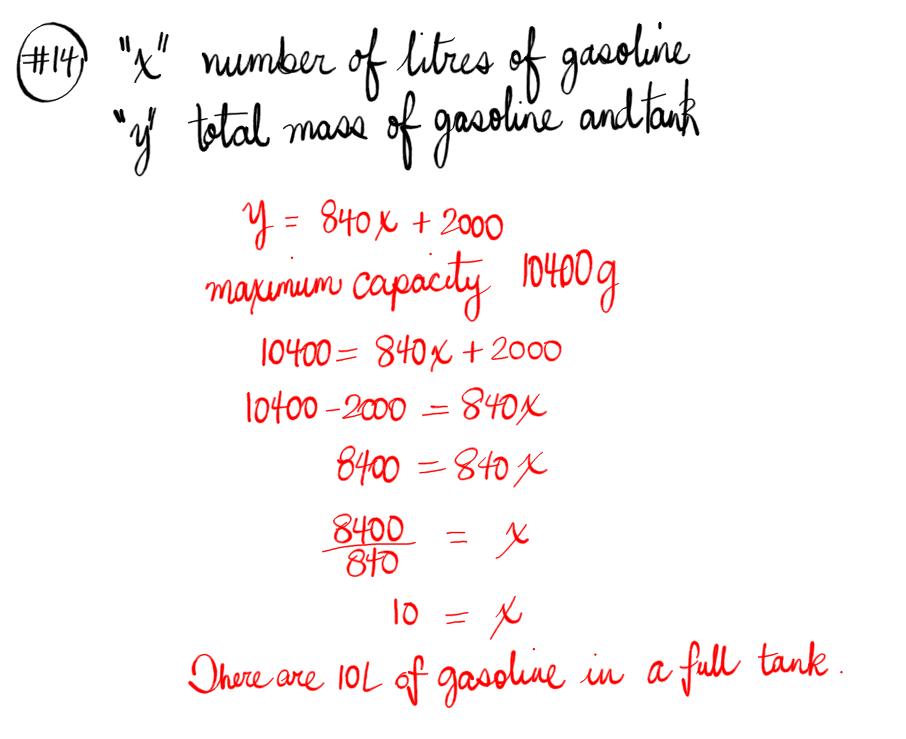 #14 "x" number of litres of gasoline
"y" total mass of gasoline and tank
y = 840x + 2000
maximum capacity 10400g
10400 = 840x + 2000
10400 - 2000 = 840x
8400 = 840x
8400/840 = x
10 = x
There are 10L of gasoline in a full tank.